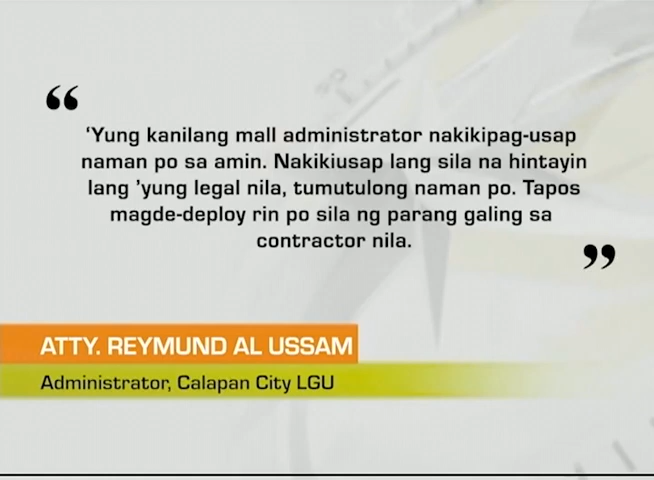 “
‘Yung kanilang mall administrator nakikipag-usap
naman po sa amin. Nakikiusap lang sila na hintayin
lang ’yung legal nila, tumutulong naman po. Tapos
magde-deploy rin po sila ng parang galing sa
contractor nila.
”
ATTY. REYMUND AL USSAM
Administrator, Calapan City LGU